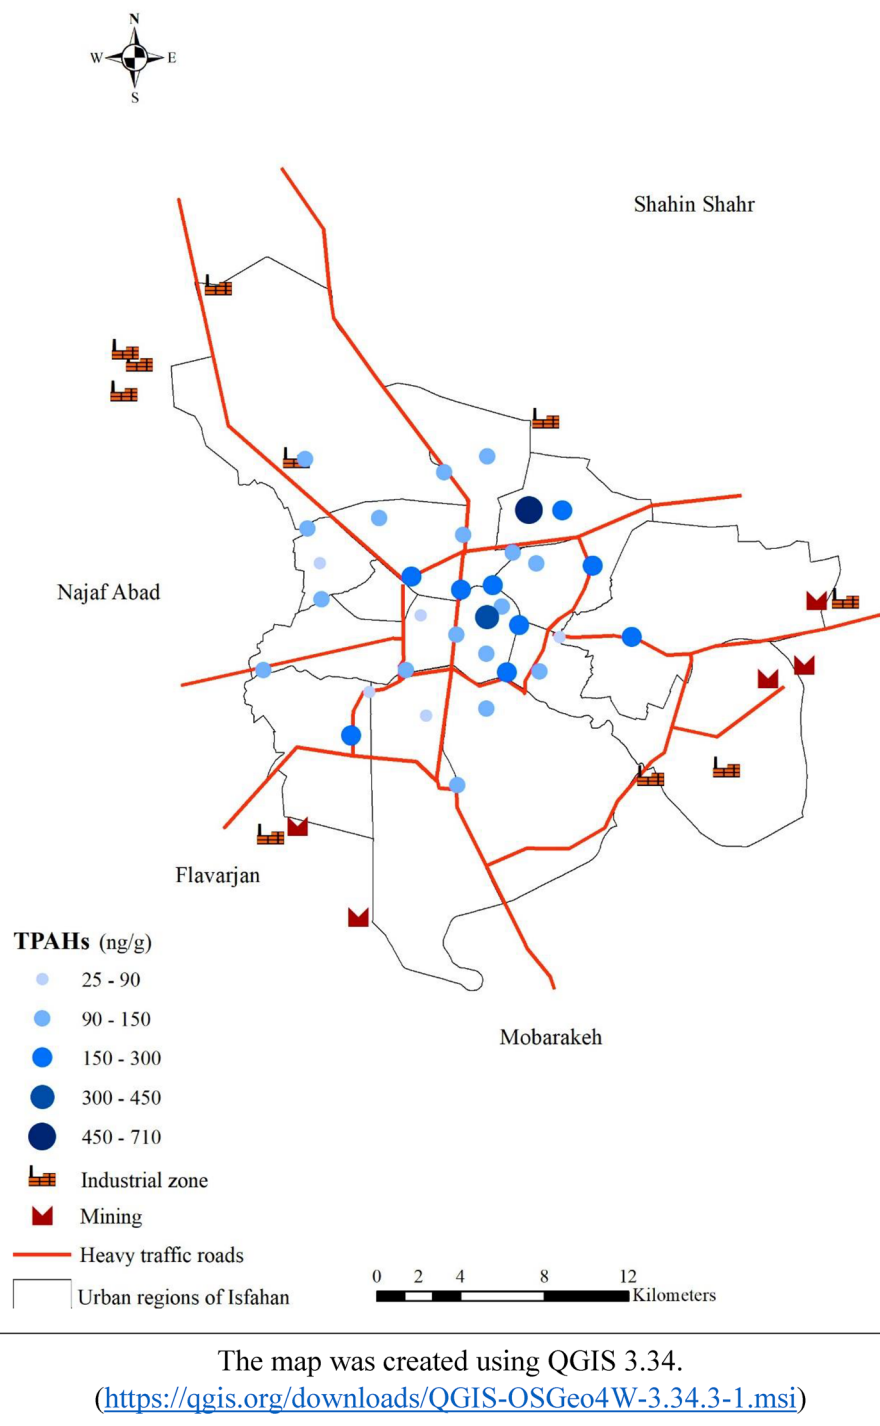 N
W E
S
Shahin Shahr
Najaf Abad
Flavarjan
Mobarakeh
TPAHs (ng/g)
25 - 90
90 - 150
150 - 300
300 - 450
450 - 710
Industrial zone
Mining
Heavy traffic roads
Urban regions of Isfahan
0 2 4 8 12
Kilometers
The map was created using QGIS 3.34.
(https://qgis.org/downloads/QGIS-OSGeo4W-3.34.3-1.msi)